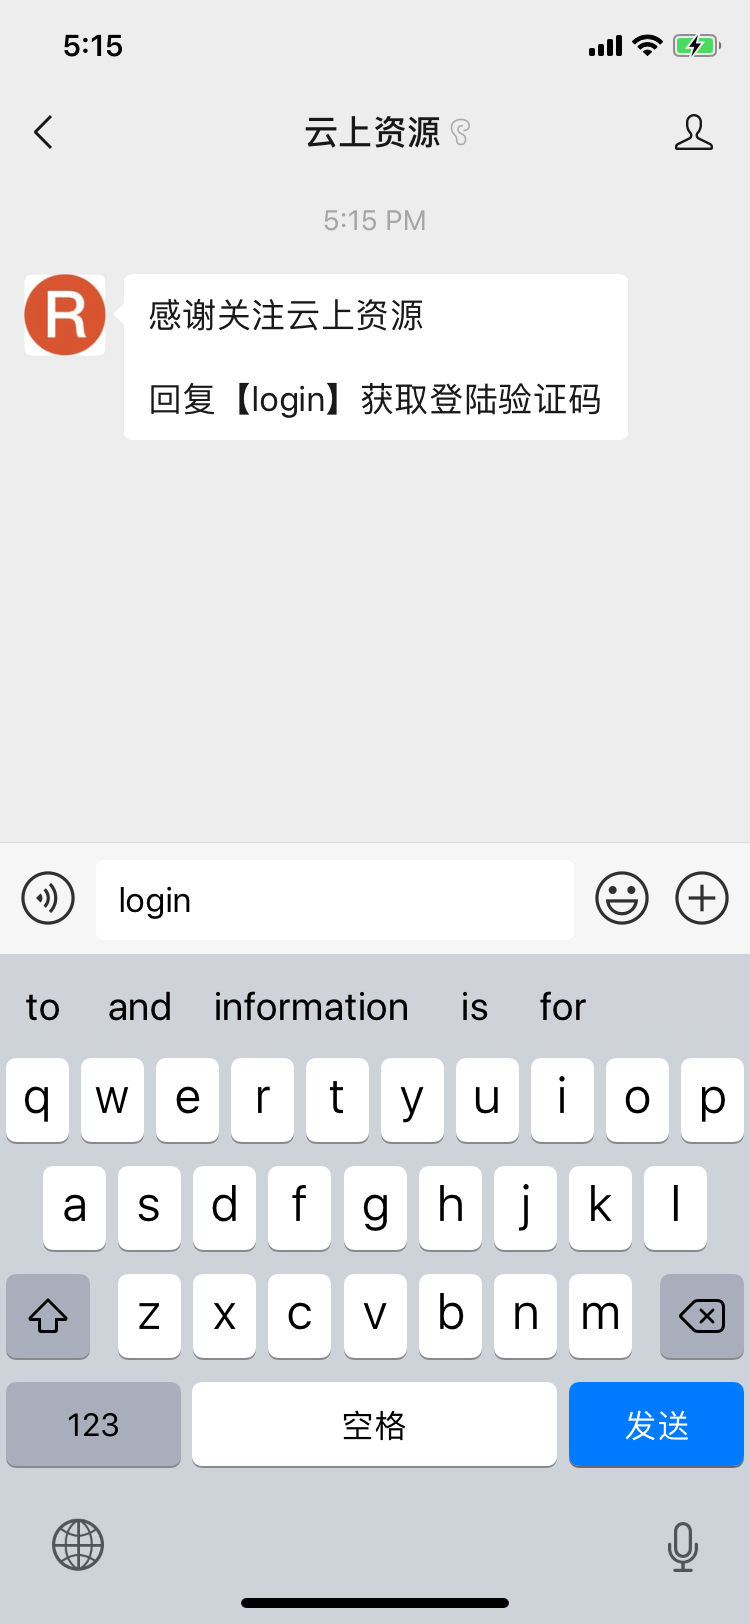 5:15
云上资源
5:15 PM
R
感谢关注云上资源
回复【login】获取登陆验证码
login
to and information is for
q w e r t y u i o p
a s d f g h j k l
z x c v b n m
123 空格 发送